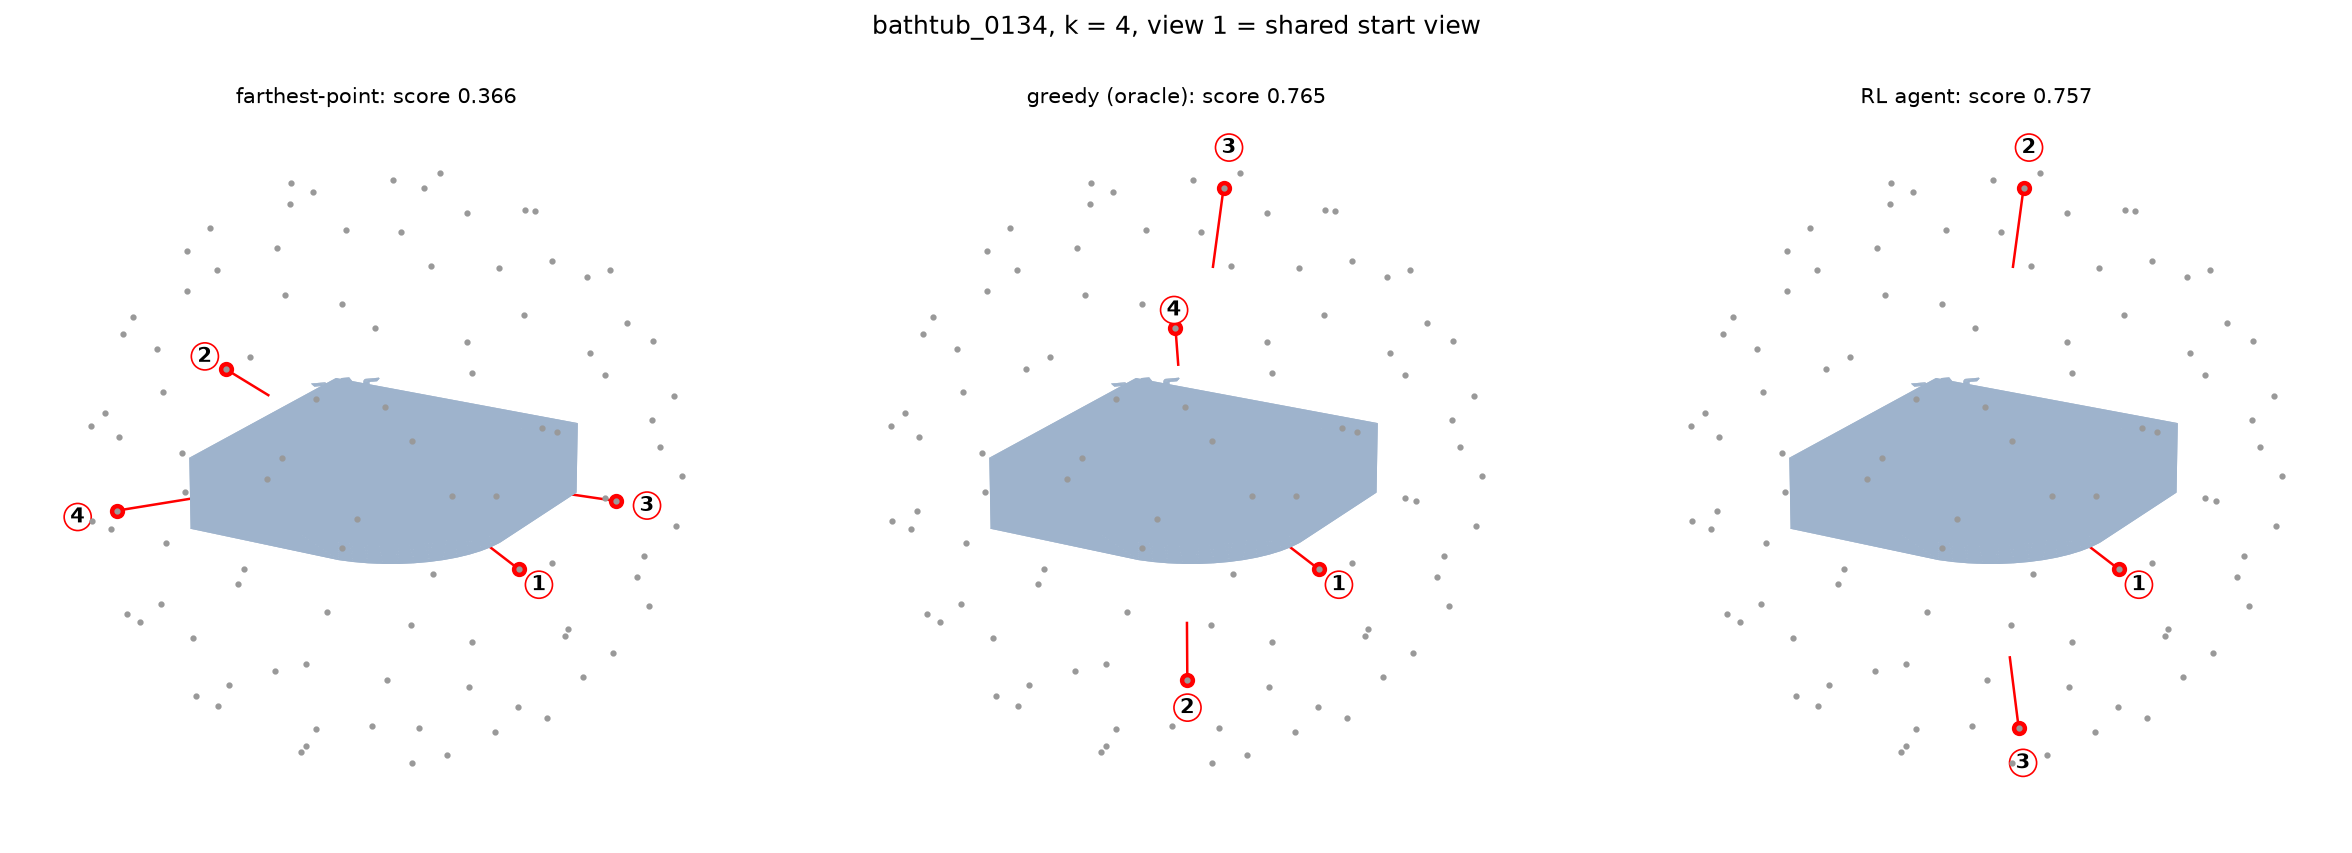 bathtub_0134, k = 4, view 1 = shared start view
farthest-point: score 0.366
2
4
3
1
greedy (oracle): score 0.765
3
4
1
2
RL agent: score 0.757
2
1
3